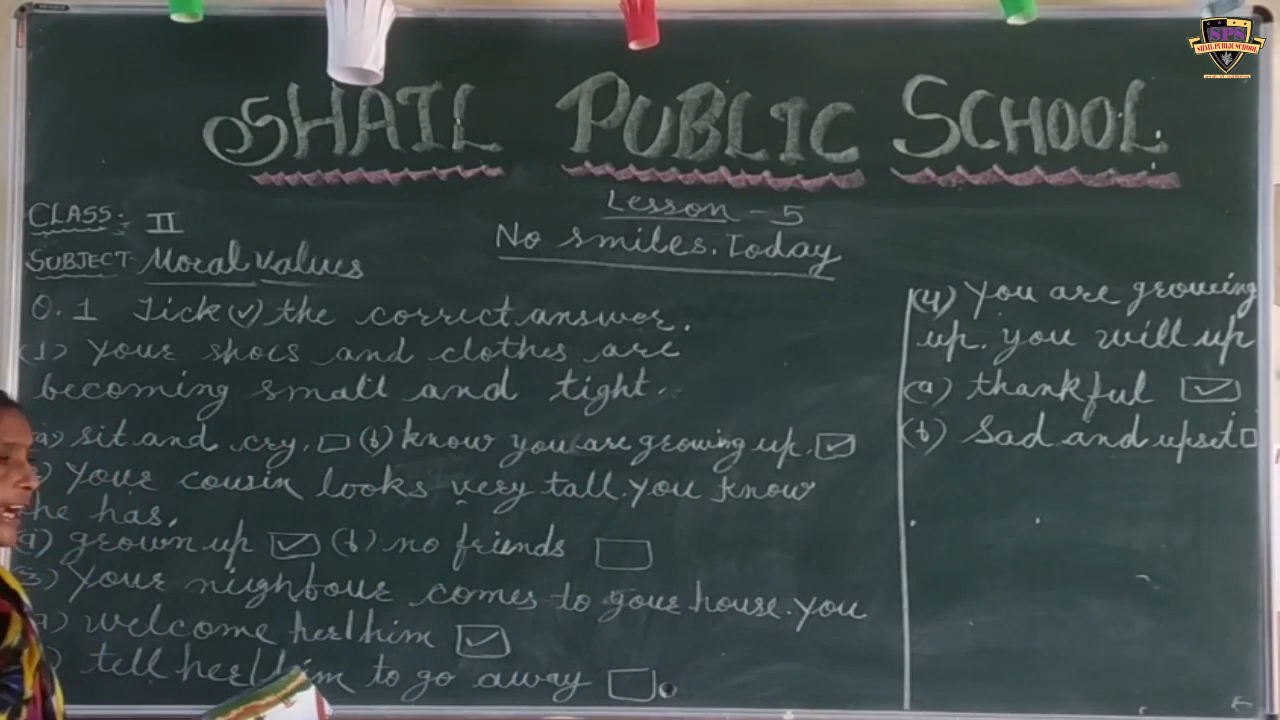 SPS
SHAIL PUBLIC SCHOOL
SHAIL PUBLIC SCHOOL
CLASS:- II
Lesson - 5
SUBJECT- Moral values
No smiles. Today
Q.1 Tick (✓) the correct answer.
(1) Your shoes and clothes are
becoming small and tight.
(a) sit and cry. ☐ (b) know you are growing up. ☑
) Your cousin looks very tall. you know
he has,
(a) grown up ☑ (b) no friends ☐
(3) Your neighbour comes to your house. you
a) welcome her/him ☑
) tell her/him to go away ☐
(4) You are growing
up. you will up
(a) thankful ☑
(b) Sad and upset ☐